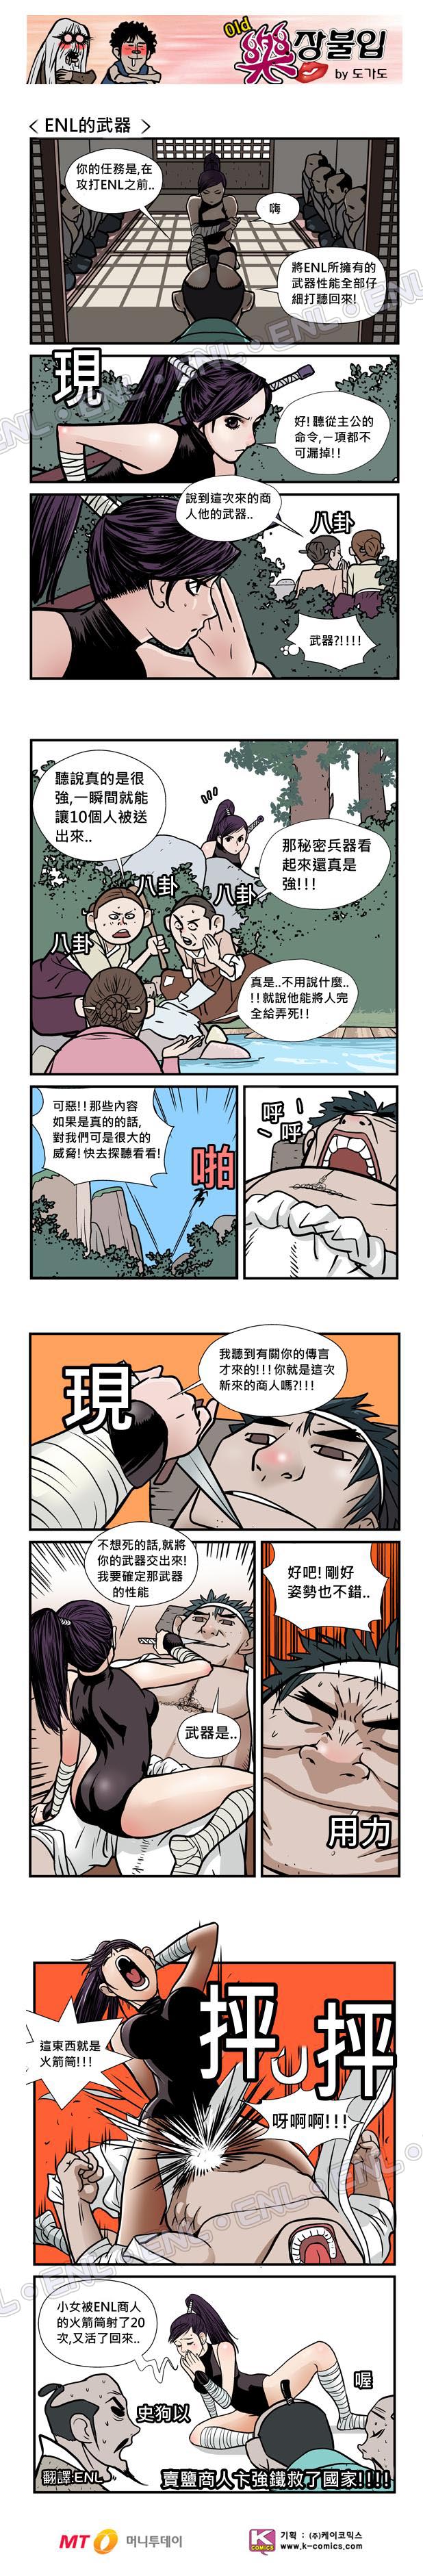 Old
樂
짱불입
by 도가도
< ENL的武器 >
你的任務是,在
攻打ENL之前..
嗨
將ENL所擁有的
武器性能全部仔
細打聽回來!
現
好! 聽從主公的
命令,一項都不
可漏掉!!
說到這次來的商
人他的武器..
八卦
武器?!!!!
聽說真的是很
強,一瞬間就能
讓10個人被送
出來..
那秘密兵器看
起來還真是
強!!!
八卦
八卦
八卦
真是..不用說什麼..
!!就說他能將人完
全給弄死!!
可惡!! 那些內容
如果是真的的話,
對我們可是很大的
威脅! 快去探聽看看!
啪
呼
呼
我聽到有關你的傳言
才來的!!! 你就是這次
新來的商人嗎?!!!
現
不想死的話,就將
你的武器交出來!
我要確定那武器
的性能
武器是..
好吧! 剛好
姿勢也不錯..
用力
這東西就是
火箭筒!!!
抨
抨
呀啊啊!!!
小女被ENL商人
的火箭筒射了20
次,又活了回來..
喔
史狗以
翻譯:ENL
賣鹽商人卞強鐵救了國家!!!!
MT 머니투데이
K COMICS
기획 : (주)케이코믹스
www.k-comics.com